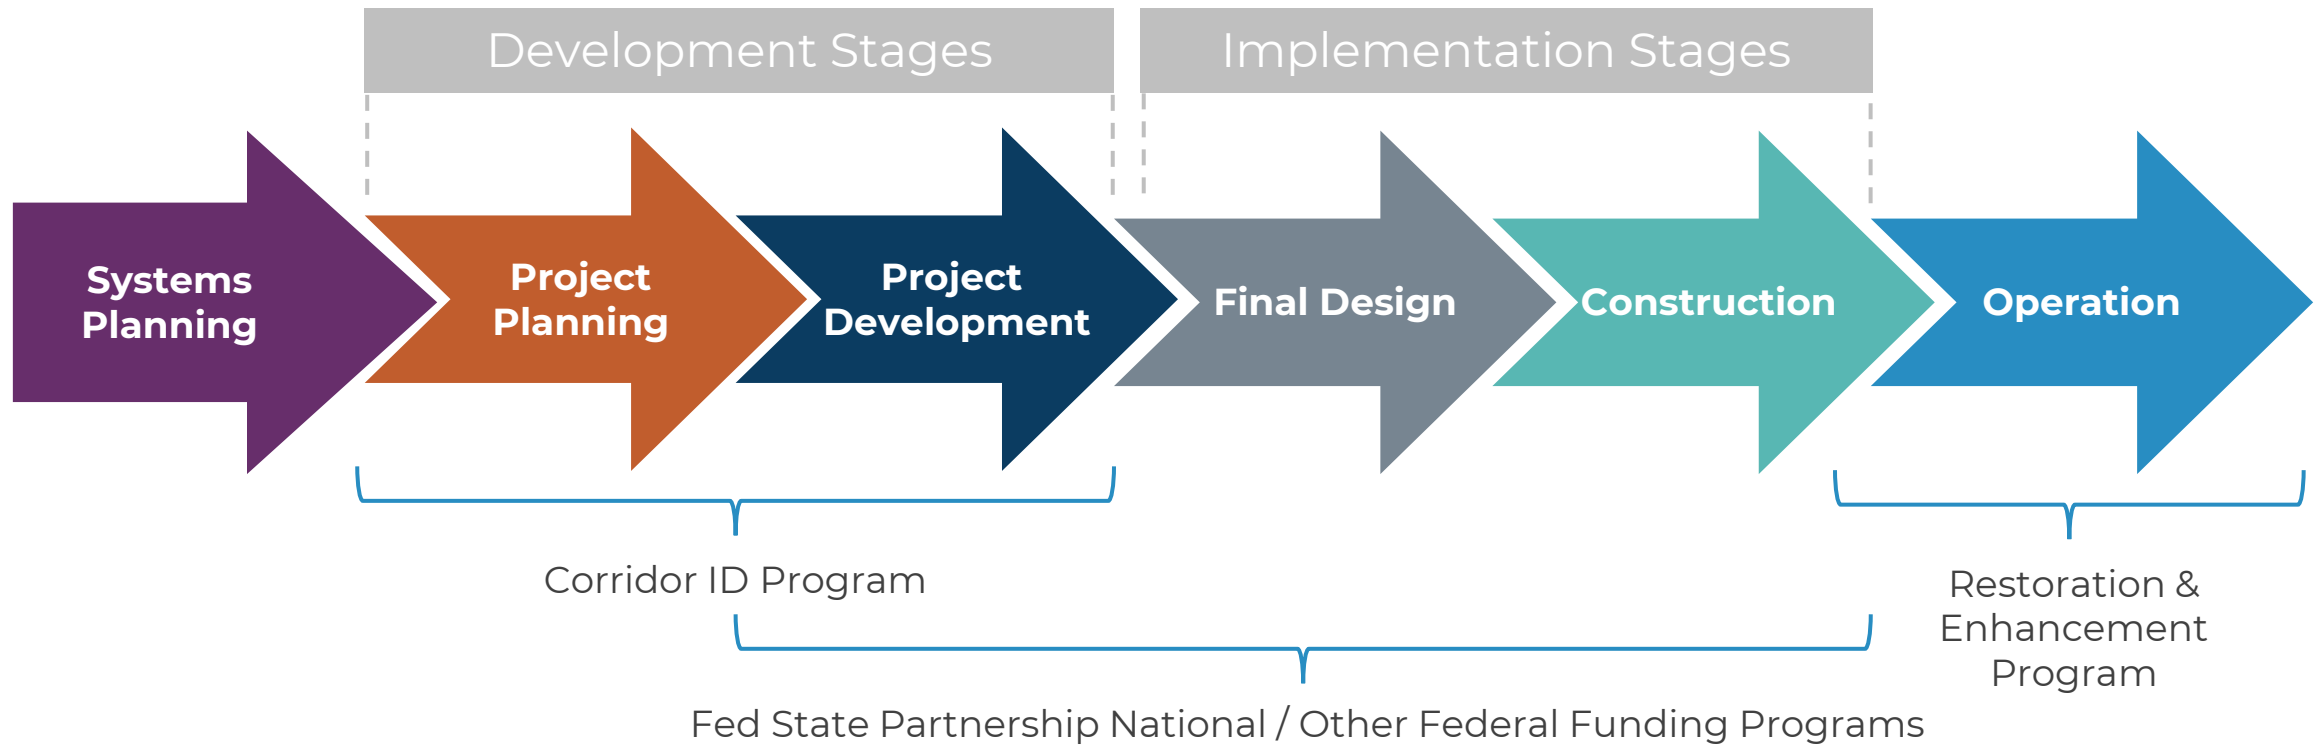 Development Stages
Implementation Stages
Systems
Planning
Project
Planning
Project
Development
Final Design
Construction
Operation
Corridor ID Program
Restoration &
Enhancement
Program
Fed State Partnership National / Other Federal Funding Programs